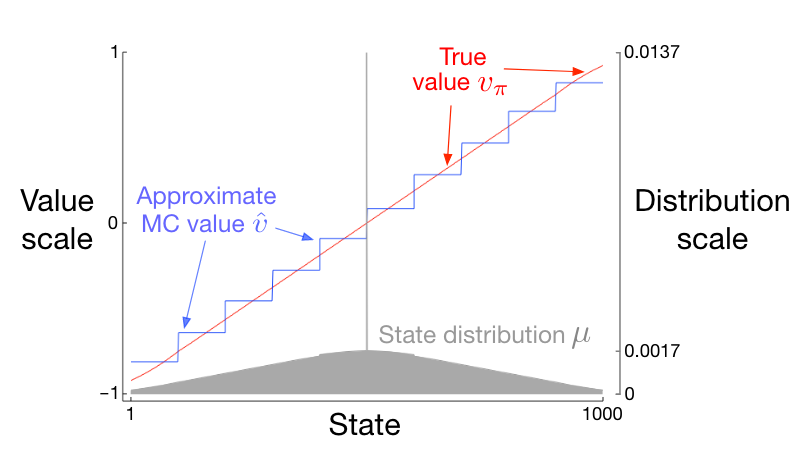 1
0.0137
True
value vπ
Approximate
MC value v̂
Value
scale
0
Distribution
scale
State distribution μ
0.0017
−1
0
1
State
1000